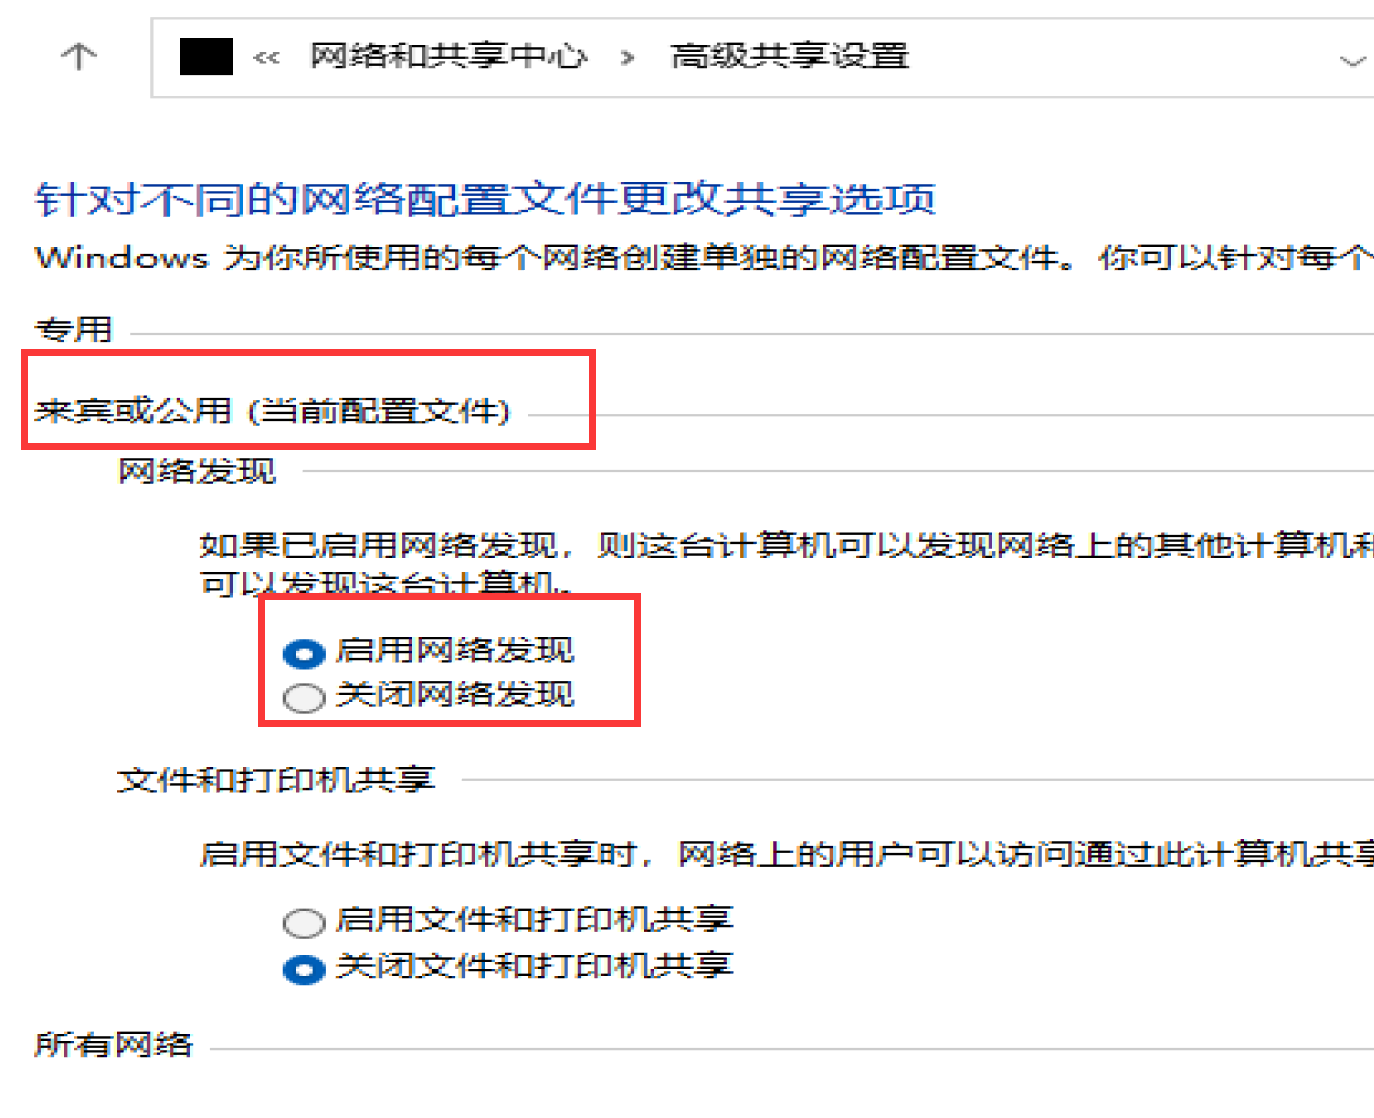 « 网络和共享中心 › 高级共享设置
针对不同的网络配置文件更改共享选项
Windows 为你所使用的每个网络创建单独的网络配置文件。你可以针对每个
专用
来宾或公用 (当前配置文件)
网络发现
如果已启用网络发现，则这台计算机可以发现网络上的其他计算机和
可以发现这台计算机。
启用网络发现
关闭网络发现
文件和打印机共享
启用文件和打印机共享时，网络上的用户可以访问通过此计算机共享
启用文件和打印机共享
关闭文件和打印机共享
所有网络